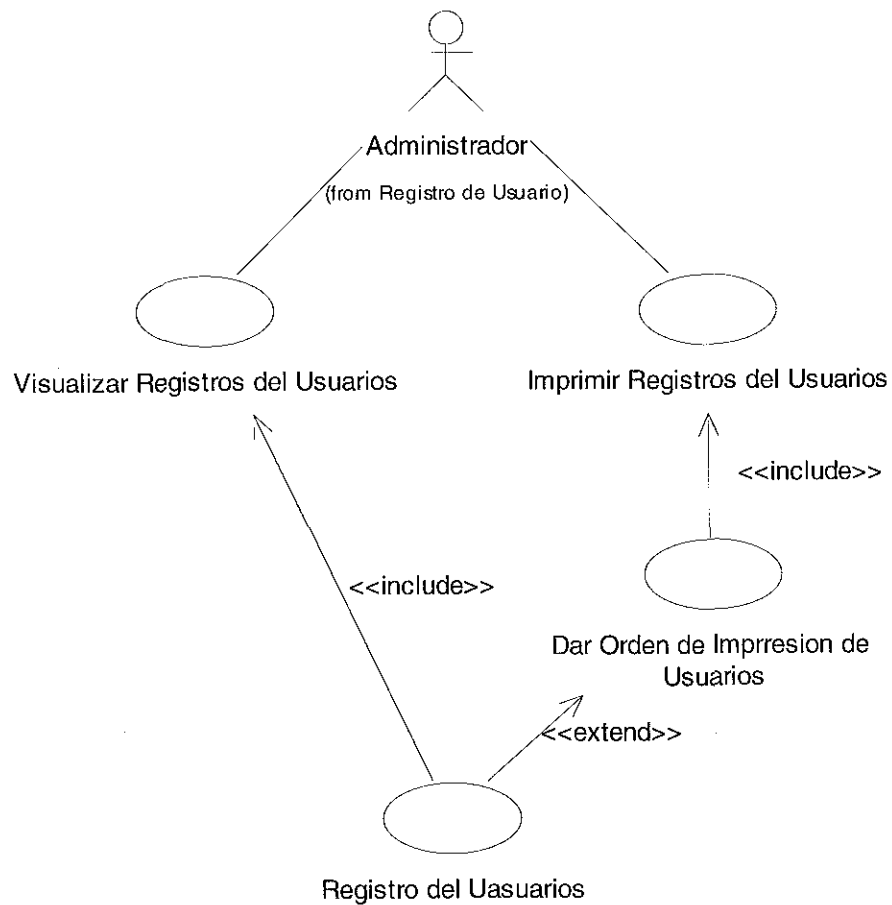 Administrador
(from Registro de Usuario)
Visualizar Registros del Usuarios
Imprimir Registros del Usuarios
<<include>>
<<include>>
Dar Orden de Imprresion de
Usuarios
<<extend>>
Registro del Uasuarios